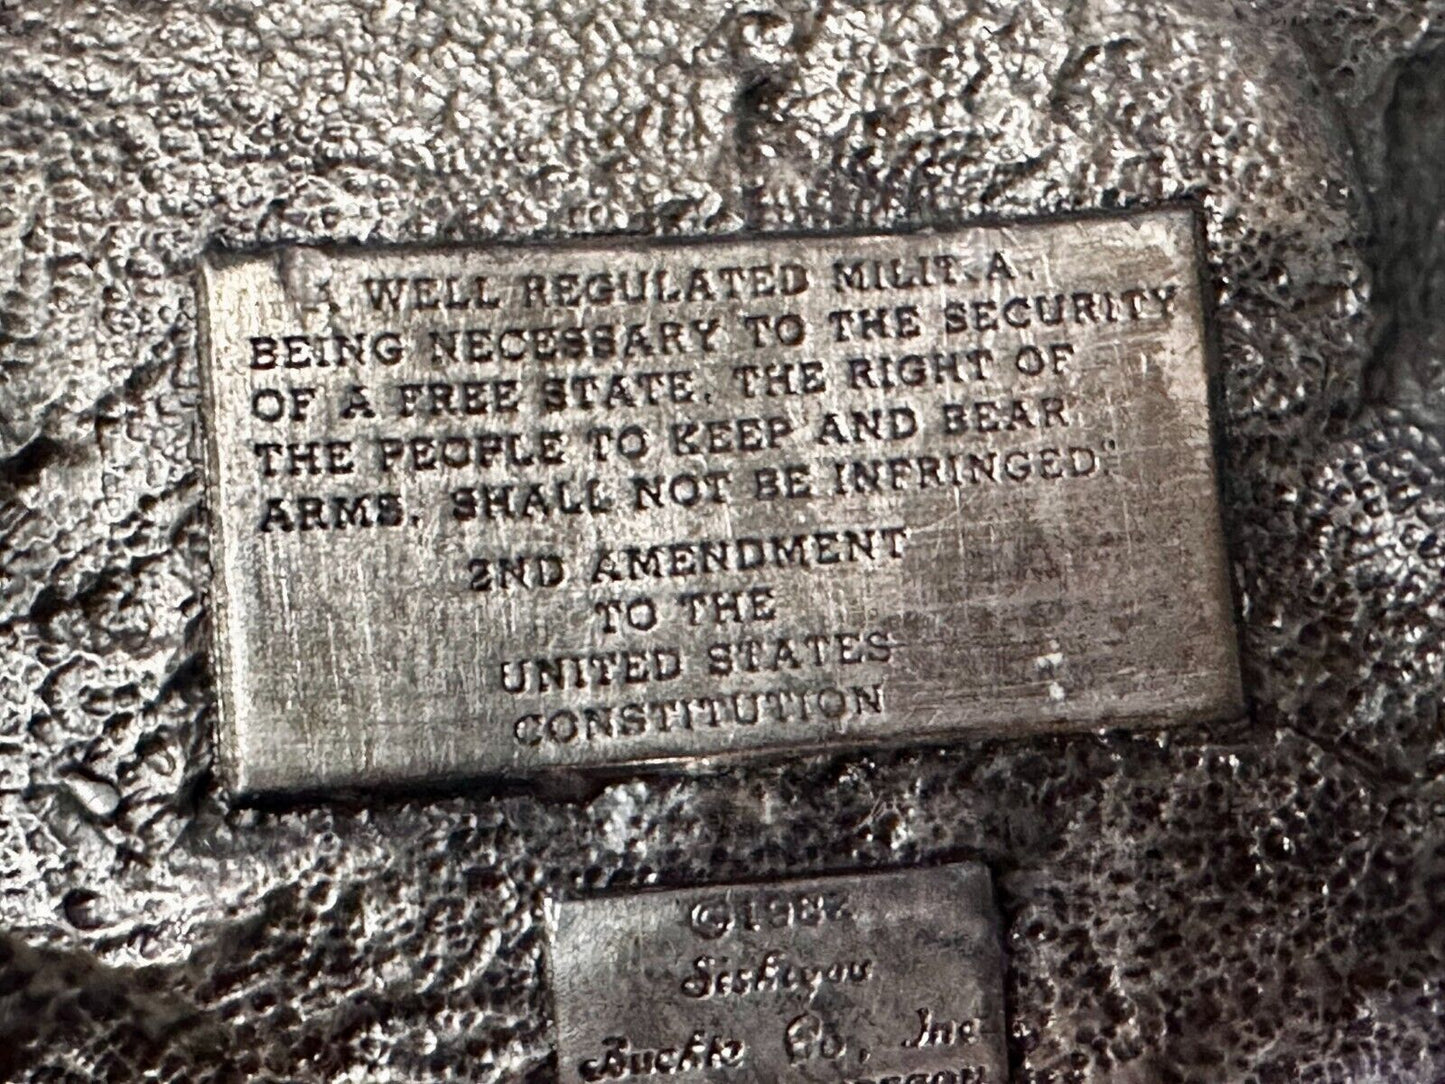 A WELL REGULATED MILITIA,
BEING NECESSARY TO THE SECURITY
OF A FREE STATE, THE RIGHT OF
THE PEOPLE TO KEEP AND BEAR
ARMS, SHALL NOT BE INFRINGED."
2ND AMENDMENT
TO THE
UNITED STATES
CONSTITUTION
©1982
Siskiyou
Buckle Co., Inc